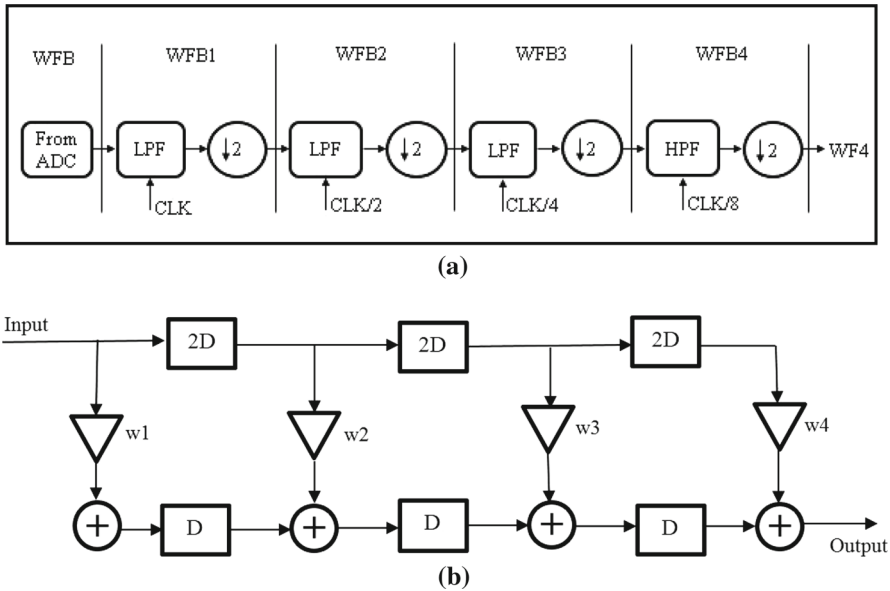 WFB WFB1 WFB2 WFB3 WFB4
From ADC LPF ↓2 LPF ↓2 LPF ↓2 HPF ↓2 WF4
CLK CLK/2 CLK/4 CLK/8
(a)
Input 2D 2D 2D
w1 w2 w3 w4
+ D + D + D +
Output
(b)